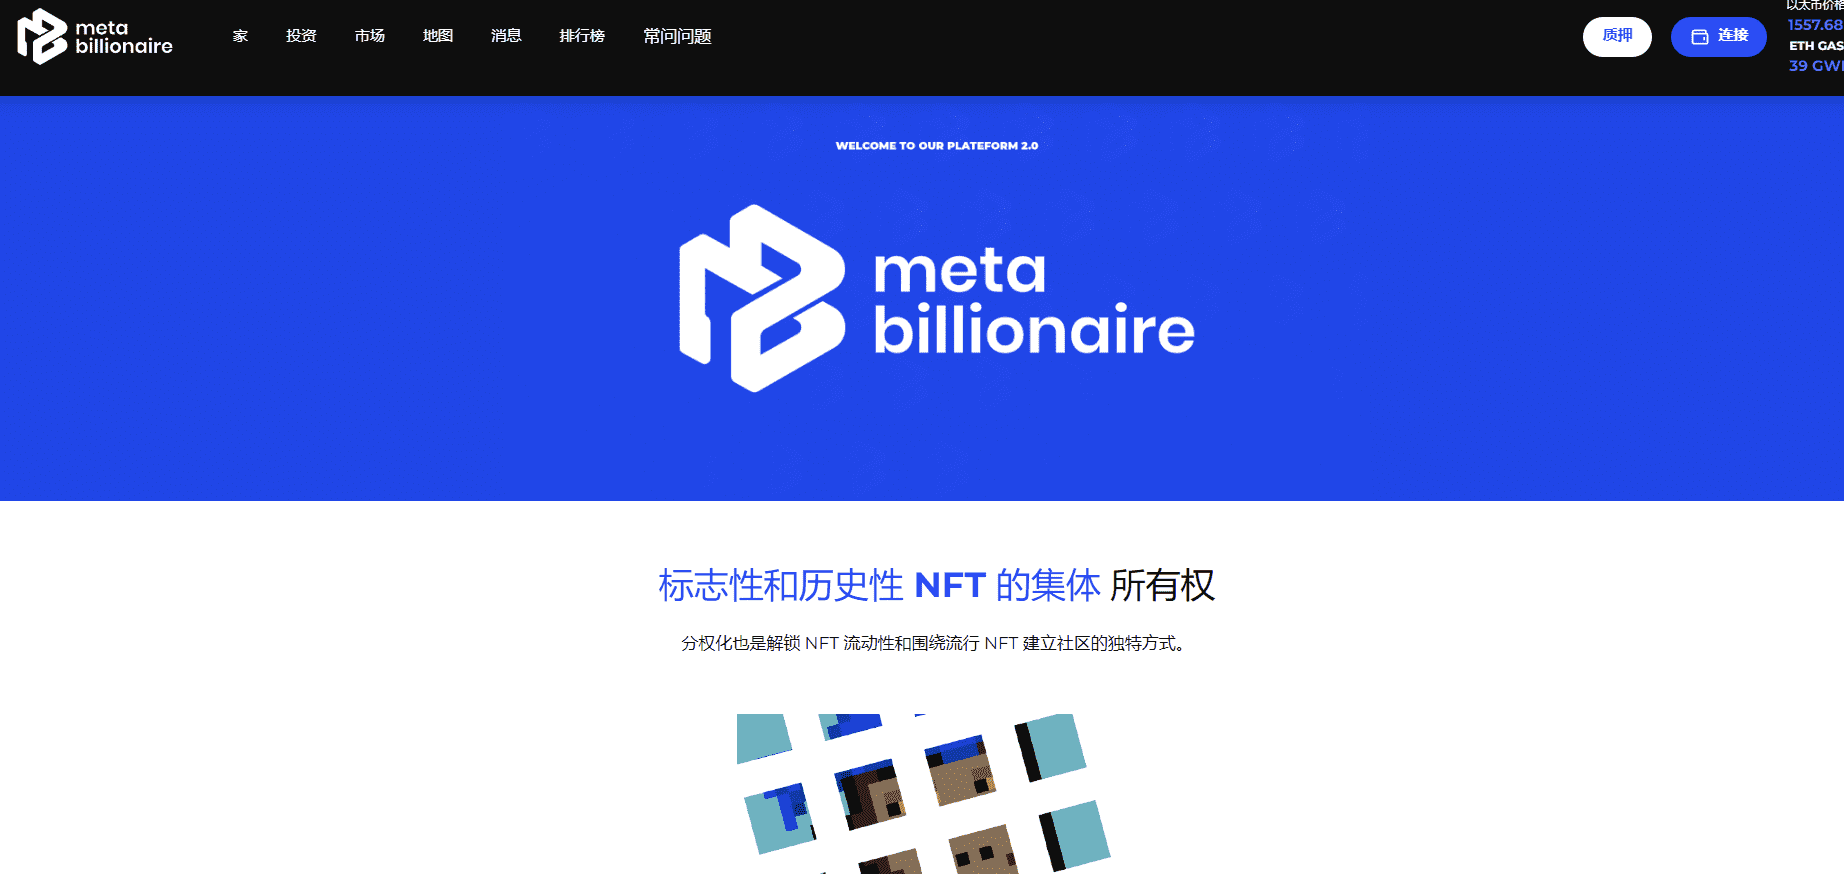 meta
billionaire
家 投资 市场 地图 消息 排行榜 常问问题
质押
连接
以太币价格
1557.68
ETH GAS
39 GWI
WELCOME TO OUR PLATEFORM 2.0
meta
billionaire
标志性和历史性 NFT 的集体 所有权
分权化也是解锁 NFT 流动性和围绕流行 NFT 建立社区的独特方式。